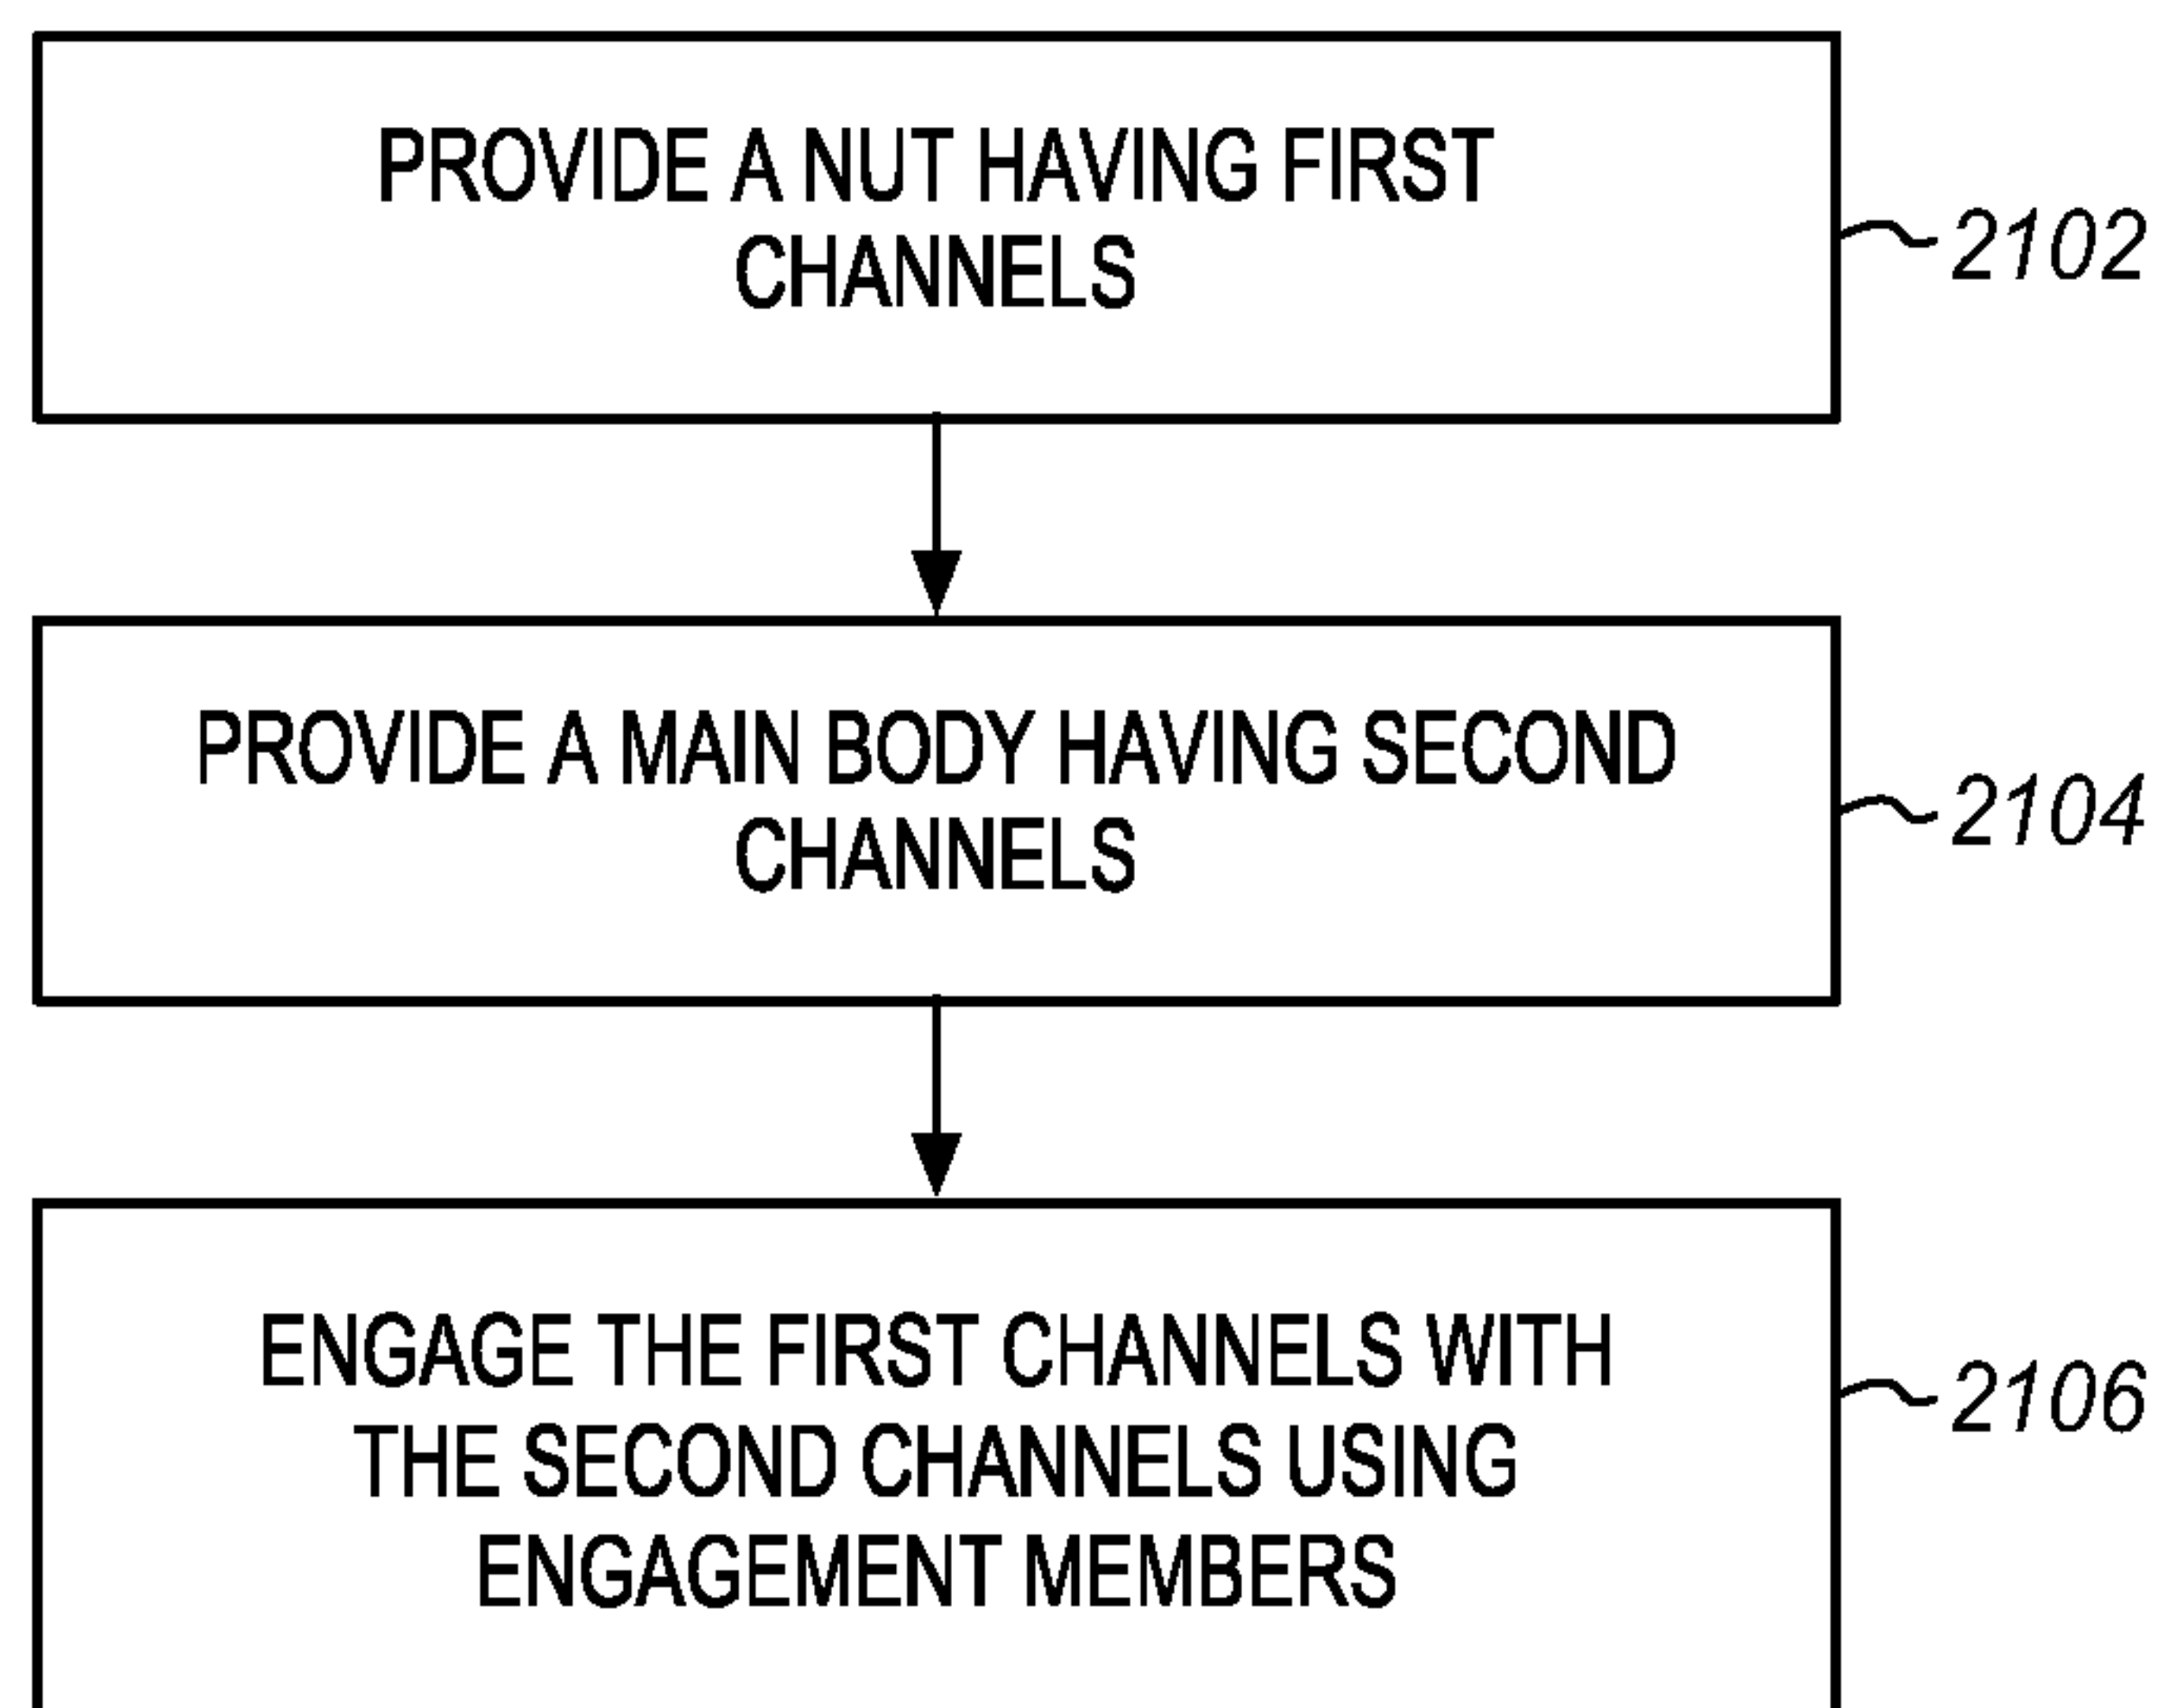 PROVIDE A NUT HAVING FIRST
CHANNELS
2102
PROVIDE A MAIN BODY HAVING SECOND
CHANNELS
2104
ENGAGE THE FIRST CHANNELS WITH
THE SECOND CHANNELS USING
ENGAGEMENT MEMBERS
2106